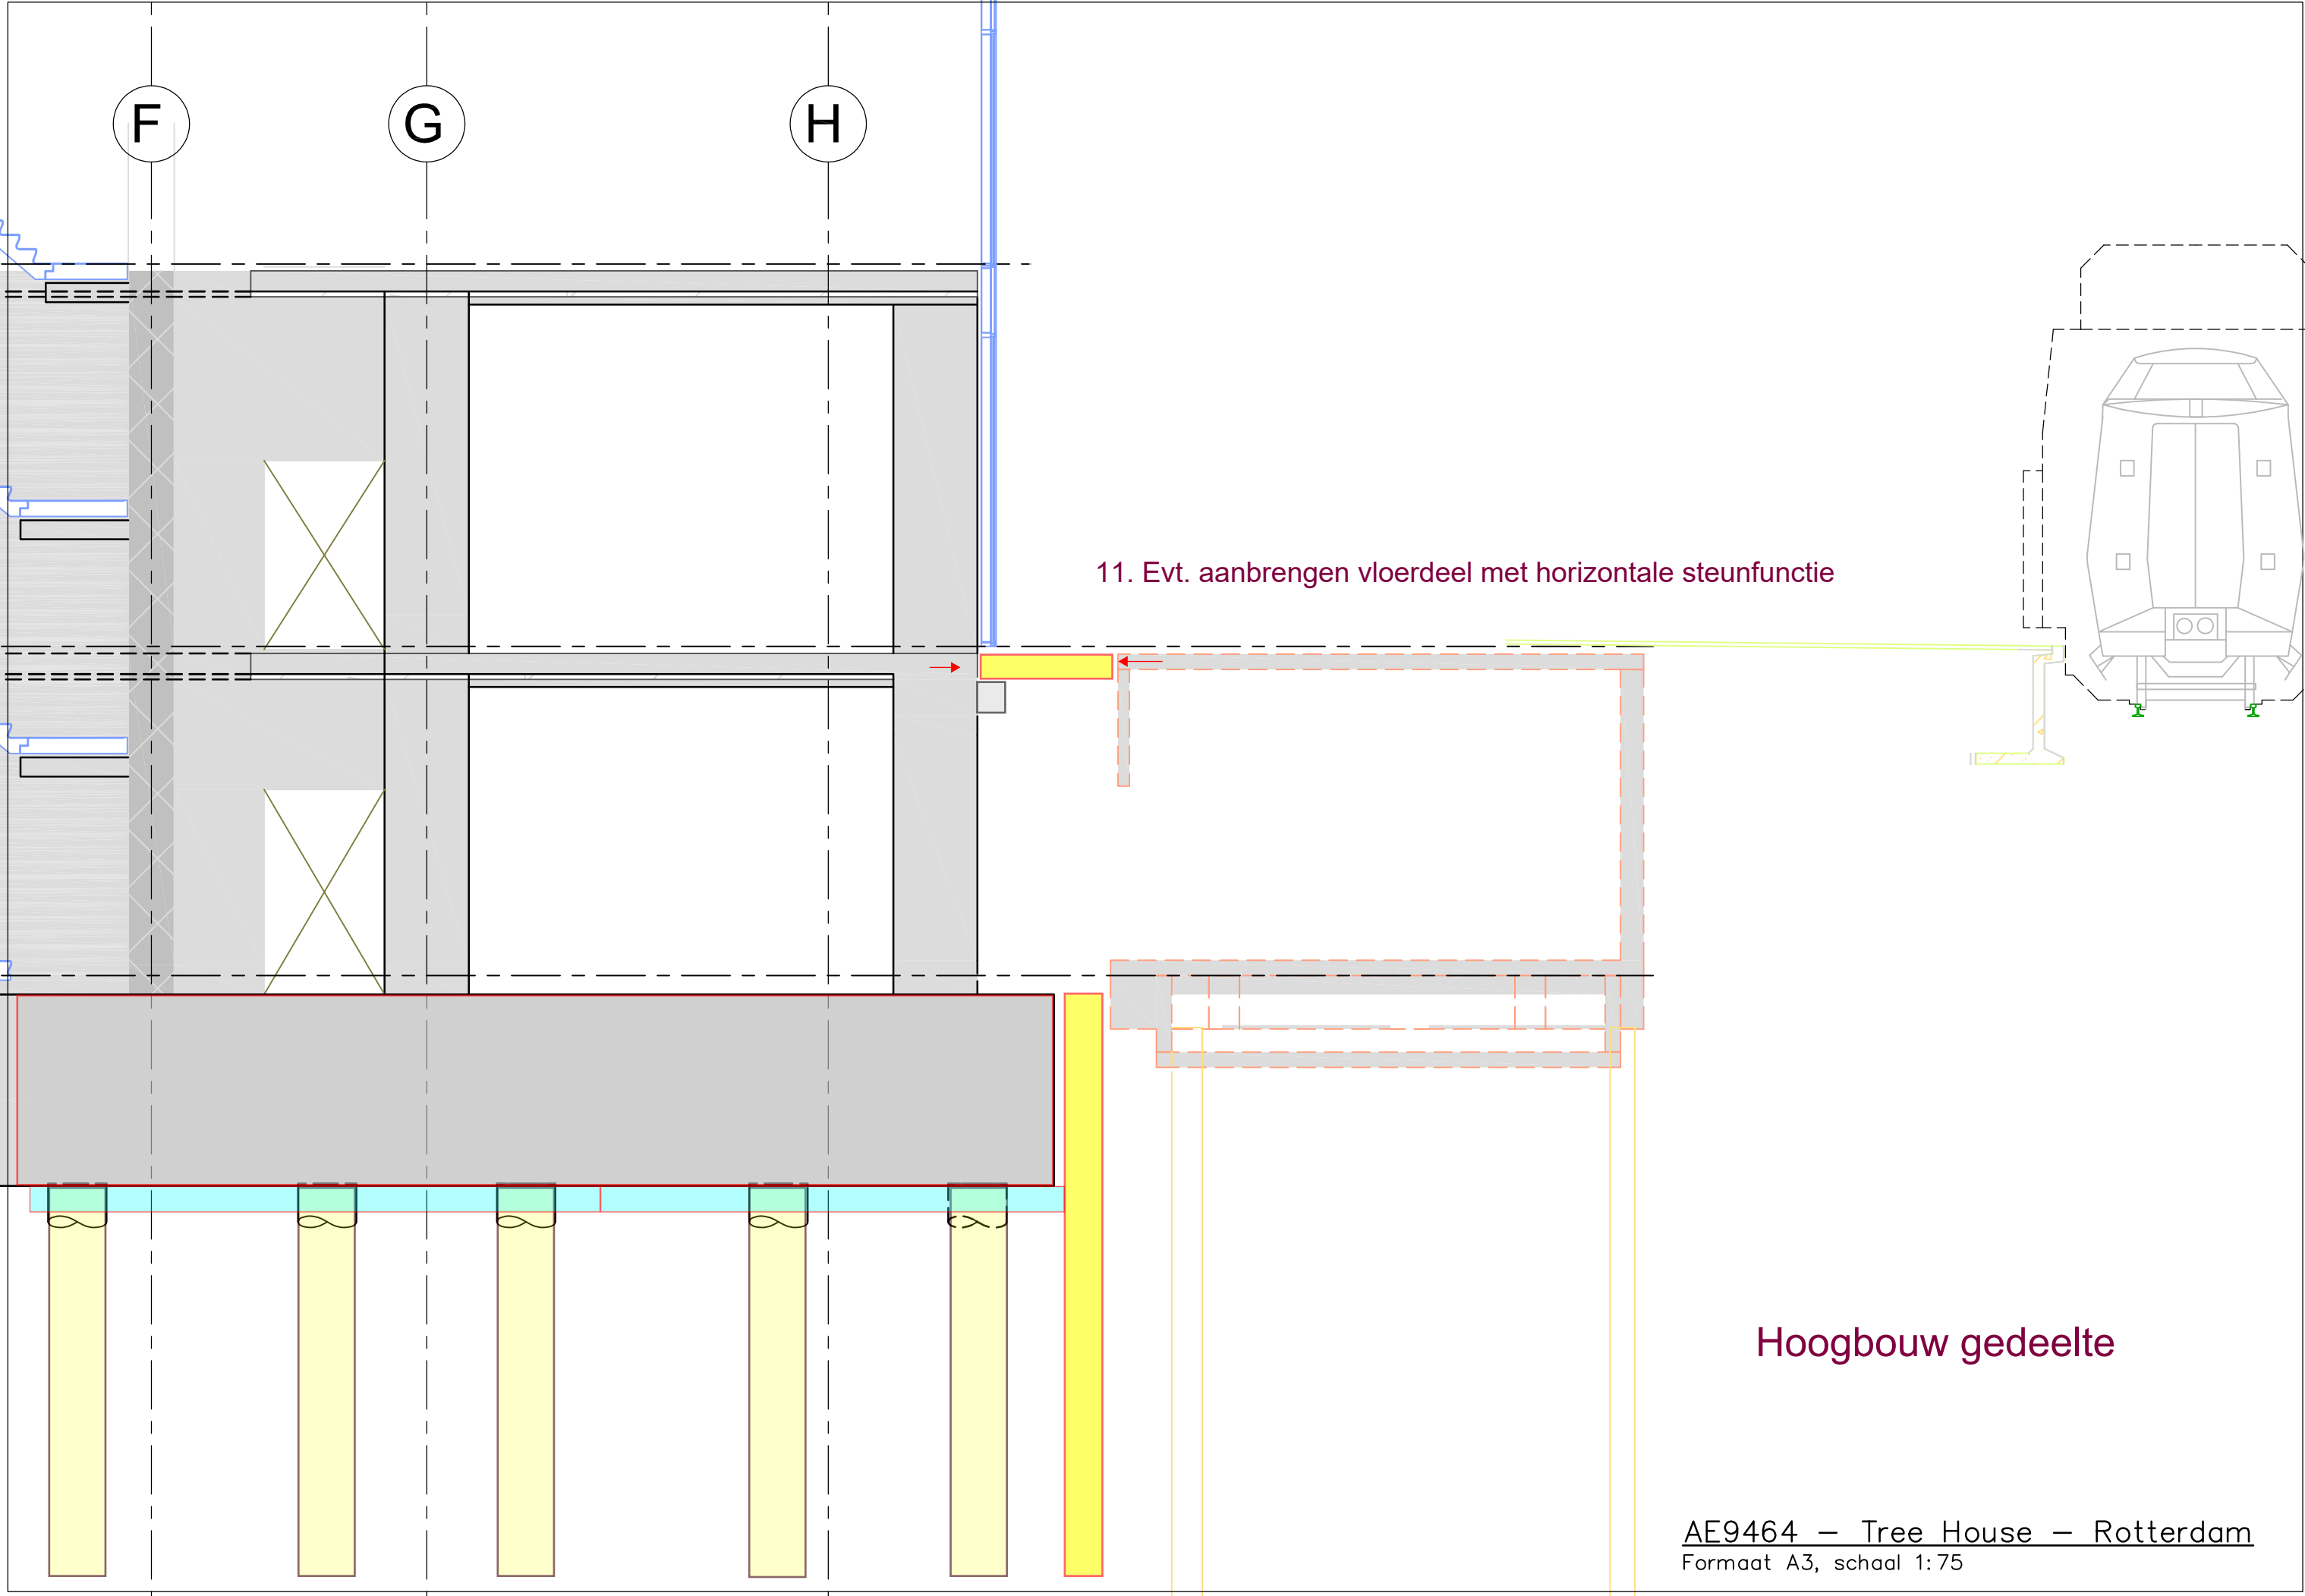 F
G
H
11. Evt. aanbrengen vloerdeel met horizontale steunfunctie
Hoogbouw gedeelte
AE9464 – Tree House – Rotterdam
Formaat A3, schaal 1:75